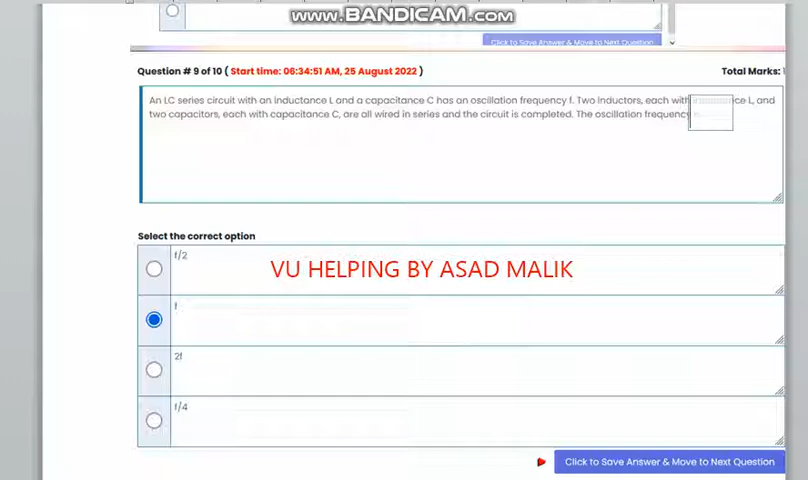 www.BANDICAM.com
Click to Save Answer & Move to Next Question
Question # 9 of 10 ( Start time: 06:34:51 AM, 25 August 2022 )
Total Marks:
An LC series circuit with an inductance L and a capacitance C has an oscillation frequency f. Two inductors, each with L, and
two capacitors, each with capacitance C, are all wired in series and the circuit is completed. The oscillation frequency
Select the correct option
f/2
VU HELPING BY ASAD MALIK
f
2f
f/4
Click to Save Answer & Move to Next Question